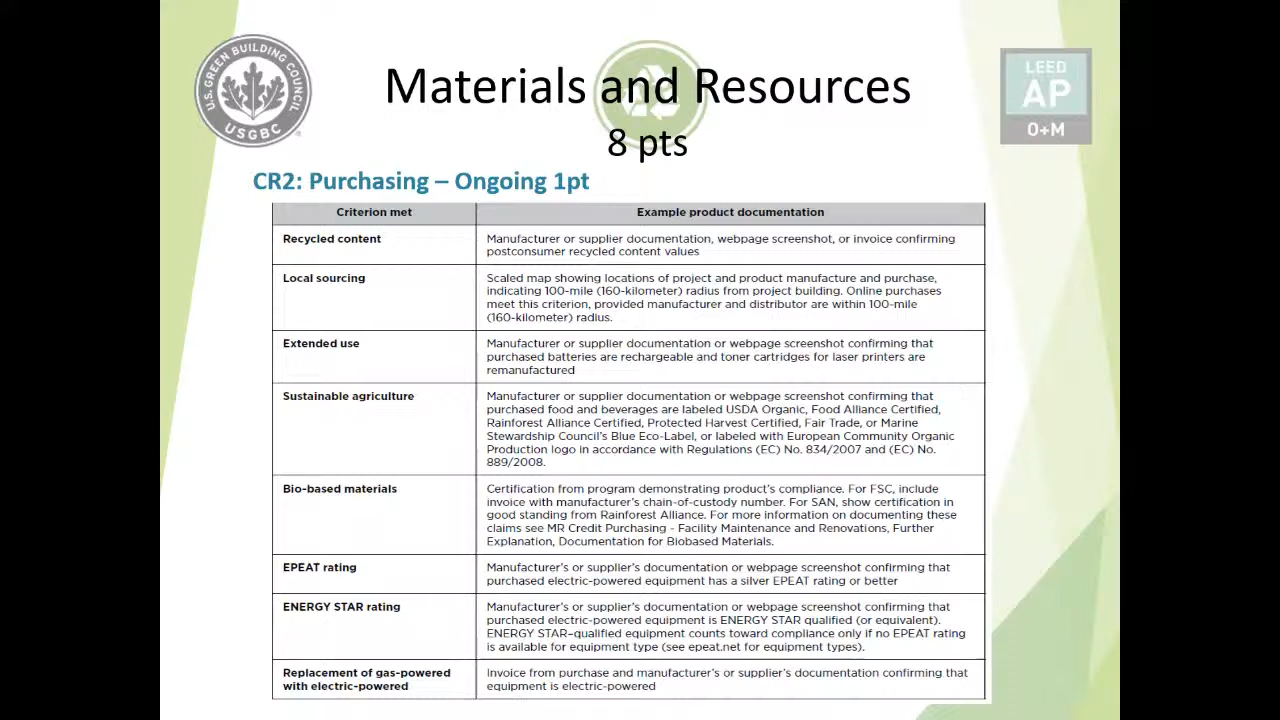 U.S. GREEN BUILDING COUNCIL
USGBC
LEED
AP
O+M
Materials and Resources
8 pts
CR2: Purchasing – Ongoing 1pt
Criterion met
Example product documentation
Recycled content
Manufacturer or supplier documentation, webpage screenshot, or invoice confirming
postconsumer recycled content values
Local sourcing
Scaled map showing locations of project and product manufacture and purchase,
indicating 100-mile (160-kilometer) radius from project building. Online purchases
meet this criterion, provided manufacturer and distributor are within 100-mile
(160-kilometer) radius.
Extended use
Manufacturer or supplier documentation or webpage screenshot confirming that
purchased batteries are rechargeable and toner cartridges for laser printers are
remanufactured
Sustainable agriculture
Manufacturer or supplier documentation or webpage screenshot confirming that
purchased food and beverages are labeled USDA Organic, Food Alliance Certified,
Rainforest Alliance Certified, Protected Harvest Certified, Fair Trade, or Marine
Stewardship Council's Blue Eco-Label, or labeled with European Community Organic
Production logo in accordance with Regulations (EC) No. 834/2007 and (EC) No.
889/2008.
Bio-based materials
Certification from program demonstrating product's compliance. For FSC, include
invoice with manufacturer's chain-of-custody number. For SAN, show certification in
good standing from Rainforest Alliance. For more information on documenting these
claims see MR Credit Purchasing - Facility Maintenance and Renovations, Further
Explanation, Documentation for Biobased Materials.
EPEAT rating
Manufacturer's or supplier's documentation or webpage screenshot confirming that
purchased electric-powered equipment has a silver EPEAT rating or better
ENERGY STAR rating
Manufacturer's or supplier's documentation or webpage screenshot confirming that
purchased electric-powered equipment is ENERGY STAR qualified (or equivalent).
ENERGY STAR–qualified equipment counts toward compliance only if no EPEAT rating
is available for equipment type (see epeat.net for equipment types).
Replacement of gas-powered
with electric-powered
Invoice from purchase and manufacturer's or supplier's documentation confirming that
equipment is electric-powered